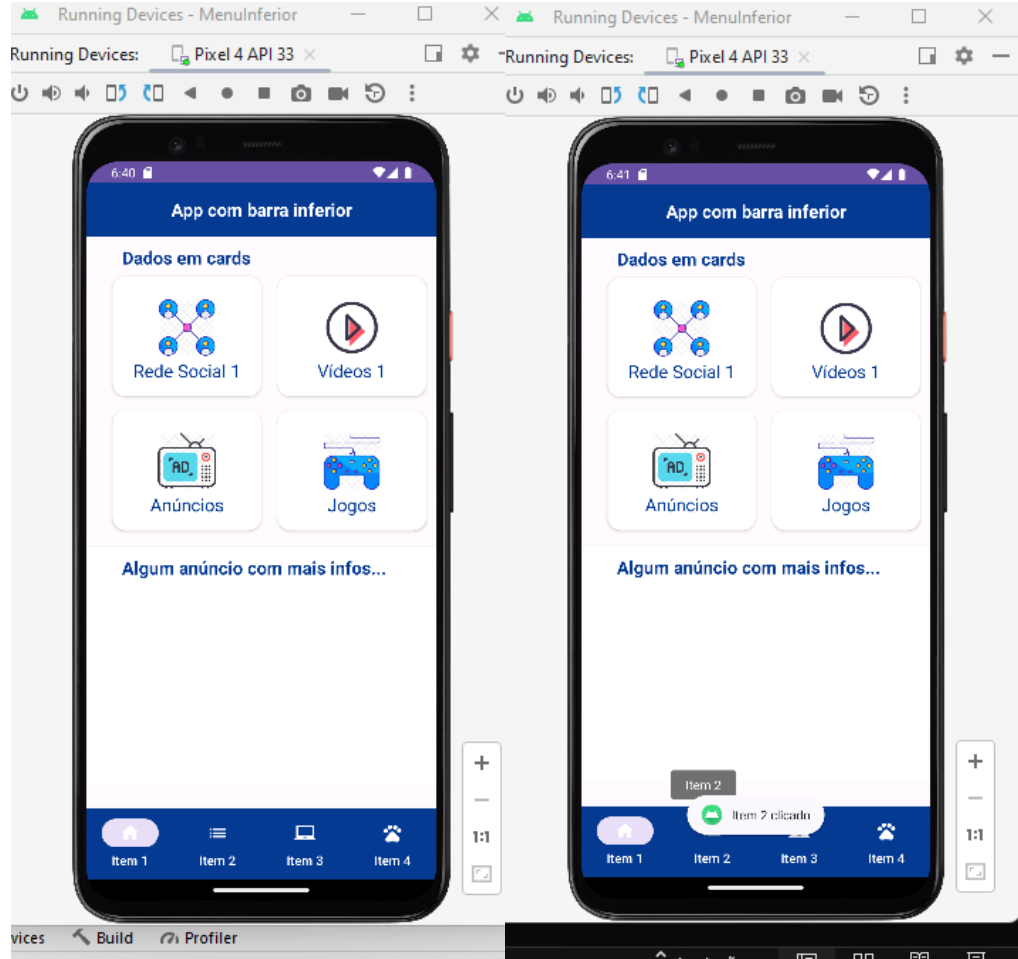 Running Devices - MenuInferior
Running Devices:
Pixel 4 API 33
6:40
App com barra inferior
Dados em cards
Rede Social 1
Vídeos 1
AD
Anúncios
Jogos
Algum anúncio com mais infos...
Item 1
Item 2
Item 3
Item 4
1:1
vices
Build
Profiler
Running Devices - MenuInferior
Running Devices:
Pixel 4 API 33
6:41
App com barra inferior
Dados em cards
Rede Social 1
Vídeos 1
AD
Anúncios
Jogos
Algum anúncio com mais infos...
Item 2
Item 2 clicado
Item 1
Item 2
Item 3
Item 4
1:1